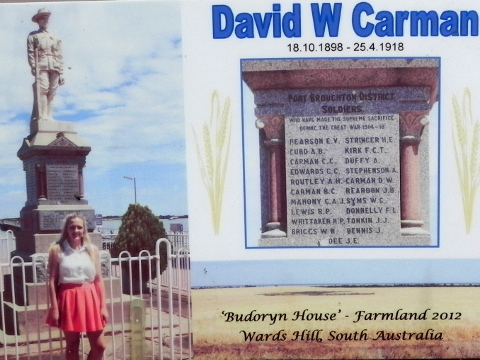 David W Carman
18.10.1898 - 25.4.1918
PORT BROUGHTON DISTRICT
SOLDIERS
WHO HAVE MADE THE SUPREME SACRIFICE
DURING THE GREAT WAR 1914 - 18
PEARSON E.V. STRINGER H.E.
CUBO A.B. KIRK F.C.T.
CARMAN C.C. DUFFY D.
EDWARDS C.C. STEPHENSON A.
ROUTLEY A.H. CARMAN D.W.
CARMAN B.C. REARDON J.B.
MAHONY C.A.J. SYMS W.C.
LEWIS R.P. DONNELLY F.L.
WHITTAKER H.P. TONKIN J.J.
BRIGGS W.H. BENNIS J.
DEE J.E.
'Budoryn House' - Farmland 2012
Wards Hill, South Australia